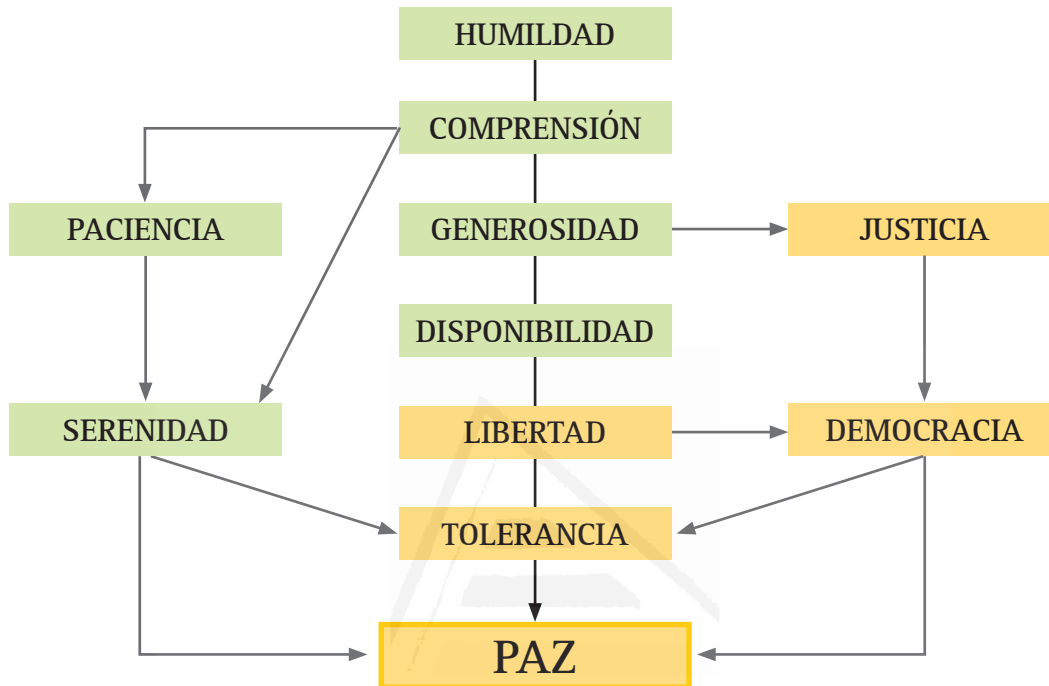 HUMILDAD
COMPRENSIÓN
PACIENCIA
GENEROSIDAD
JUSTICIA
DISPONIBILIDAD
SERENIDAD
LIBERTAD
DEMOCRACIA
TOLERANCIA
PAZ